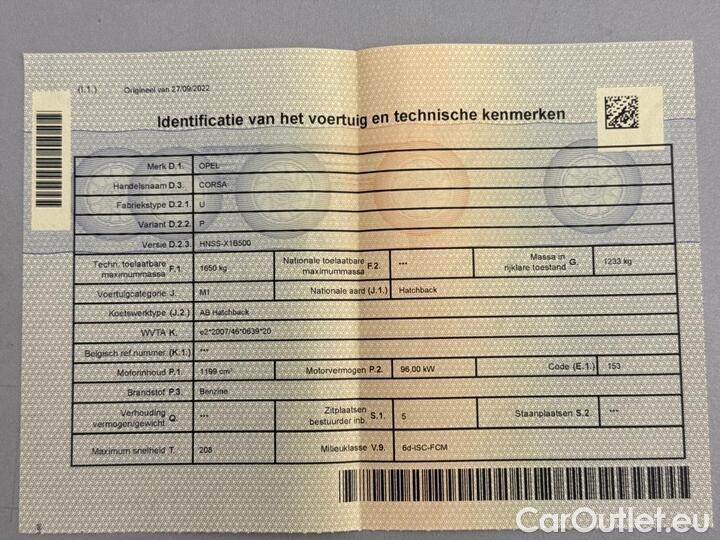 (I.1.) Origineel van 27/09/2022
Identificatie van het voertuig en technische kenmerken
Merk D.1. OPEL
Handelsnaam D.3. CORSA
Fabriekstype D.2.1. U
Variant D.2.2. P
Versie D.2.3. HNSS-X1B500
Techn. toelaatbare maximummassa F.1. 1650 kg Nationale toelaatbare maximummassa F.2. *** Massa in rijklare toestand G. 1233 kg
Voertuigcategorie J. M1 Nationale aard (J.1.) Hatchback
Koetswerktype (J.2.) AB Hatchback
WVTA K. e2*2007/46*0639*20
Belgisch ref.nummer (K.1.) ***
Motorinhoud P.1. 1199 cm³ Motorvermogen P.2. 96,00 kW Code (E.1.) 153
Brandstof P.3. Benzine
Verhouding vermogen/gewicht Q. *** Zitplaatsen bestuurder inb. S.1. 5 Staanplaatsen S.2. ***
Maximum snelheid T. 208 Milieuklasse V.9. 6d-ISC-FCM
CarOutlet.eu